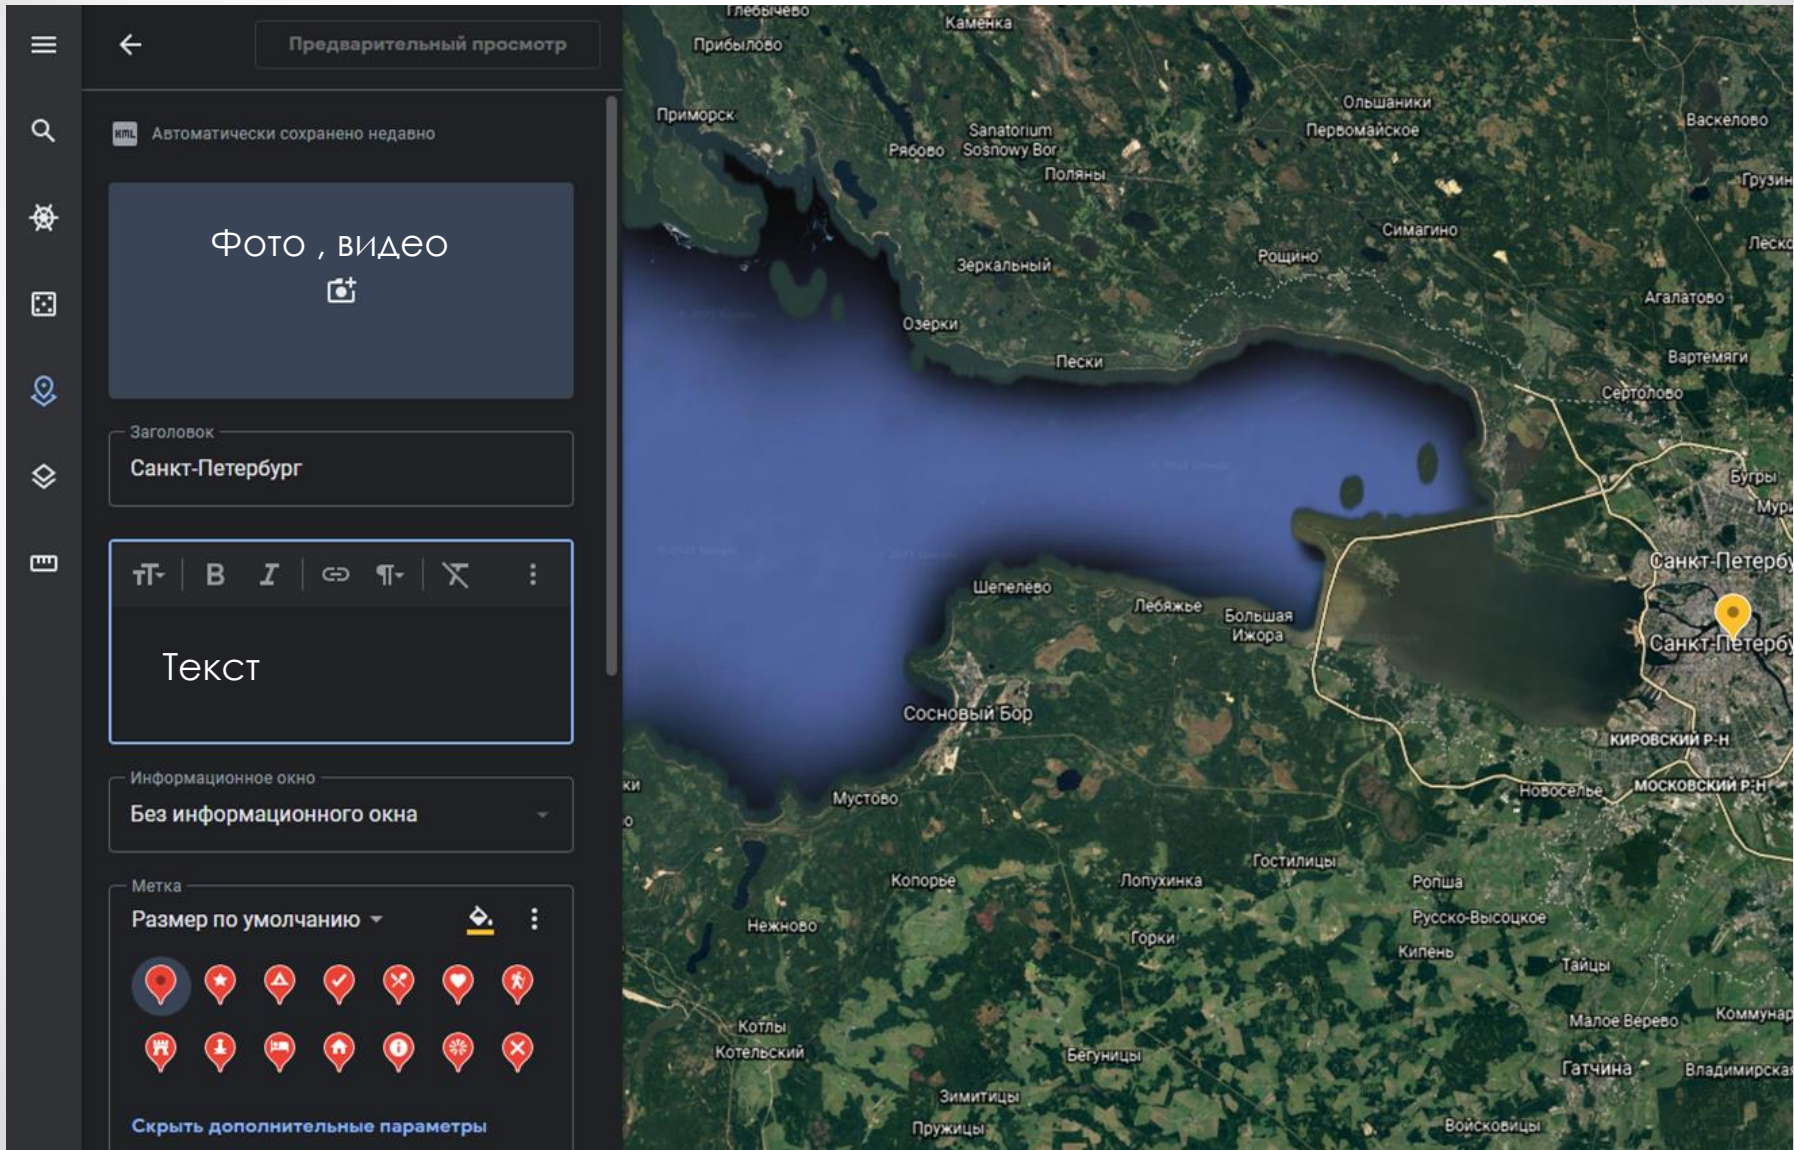 Предварительный просмотр
KML Автоматически сохранено недавно
Фото , видео
Заголовок
Санкт-Петербург
Текст
Информационное окно
Без информационного окна
Метка
Размер по умолчанию
Скрыть дополнительные параметры
Глебычево
Каменка
Прибылово
Приморск
Ольшаники
Первомайское
Васкелово
Sanatorium
Sosnowy Bor
Рябово
Поляны
Симагино
Рощино
Зеркальный
Агалатово
Озерки
Пески
Вартемяги
Сертолово
Бугры
Шепелёво
Лебяжье
Большая
Ижора
Сосновый Бор
КИРОВСКИЙ Р-Н
МОСКОВСКИЙ Р-Н
Новоселье
Мустово
Гостилицы
Копорье
Лопухинка
Ропша
Русско-Высоцкое
Нежново
Горки
Кипень
Тайцы
Котлы
Котельский
Бегуницы
Малое Верево
Гатчина
Зимитицы
Пружицы
Войсковицы